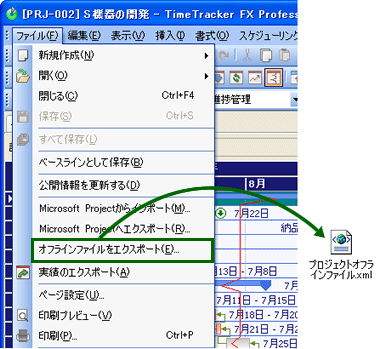 [PRJ-002] S機器の開発 - TimeTracker FX Profess
ファイル(F) 編集(E) 表示(V) 挿入(I) 書式(O) スケジューリン
新規作成(N)
開く(O)
閉じる(C) Ctrl+F4
保存(S) Ctrl+S
すべて保存(L)
ベースラインとして保存(B)
公開情報を更新する(D)
Microsoft Projectからインポート(M)...
Microsoft Projectへエクスポート(R)...
オフラインファイルをエクスポート(E)...
実績のエクスポート(A)
ページ設定(U)...
印刷プレビュー(V)
印刷(P)... Ctrl+P
進捗管理
8月
7月22日
納品
月13日 - 7月8日
7月11日 - 7月15日
7月15日 - 7月18日
7月21日 - 7月
7月25日 -
プロジェクトオフラ
インファイル.xml